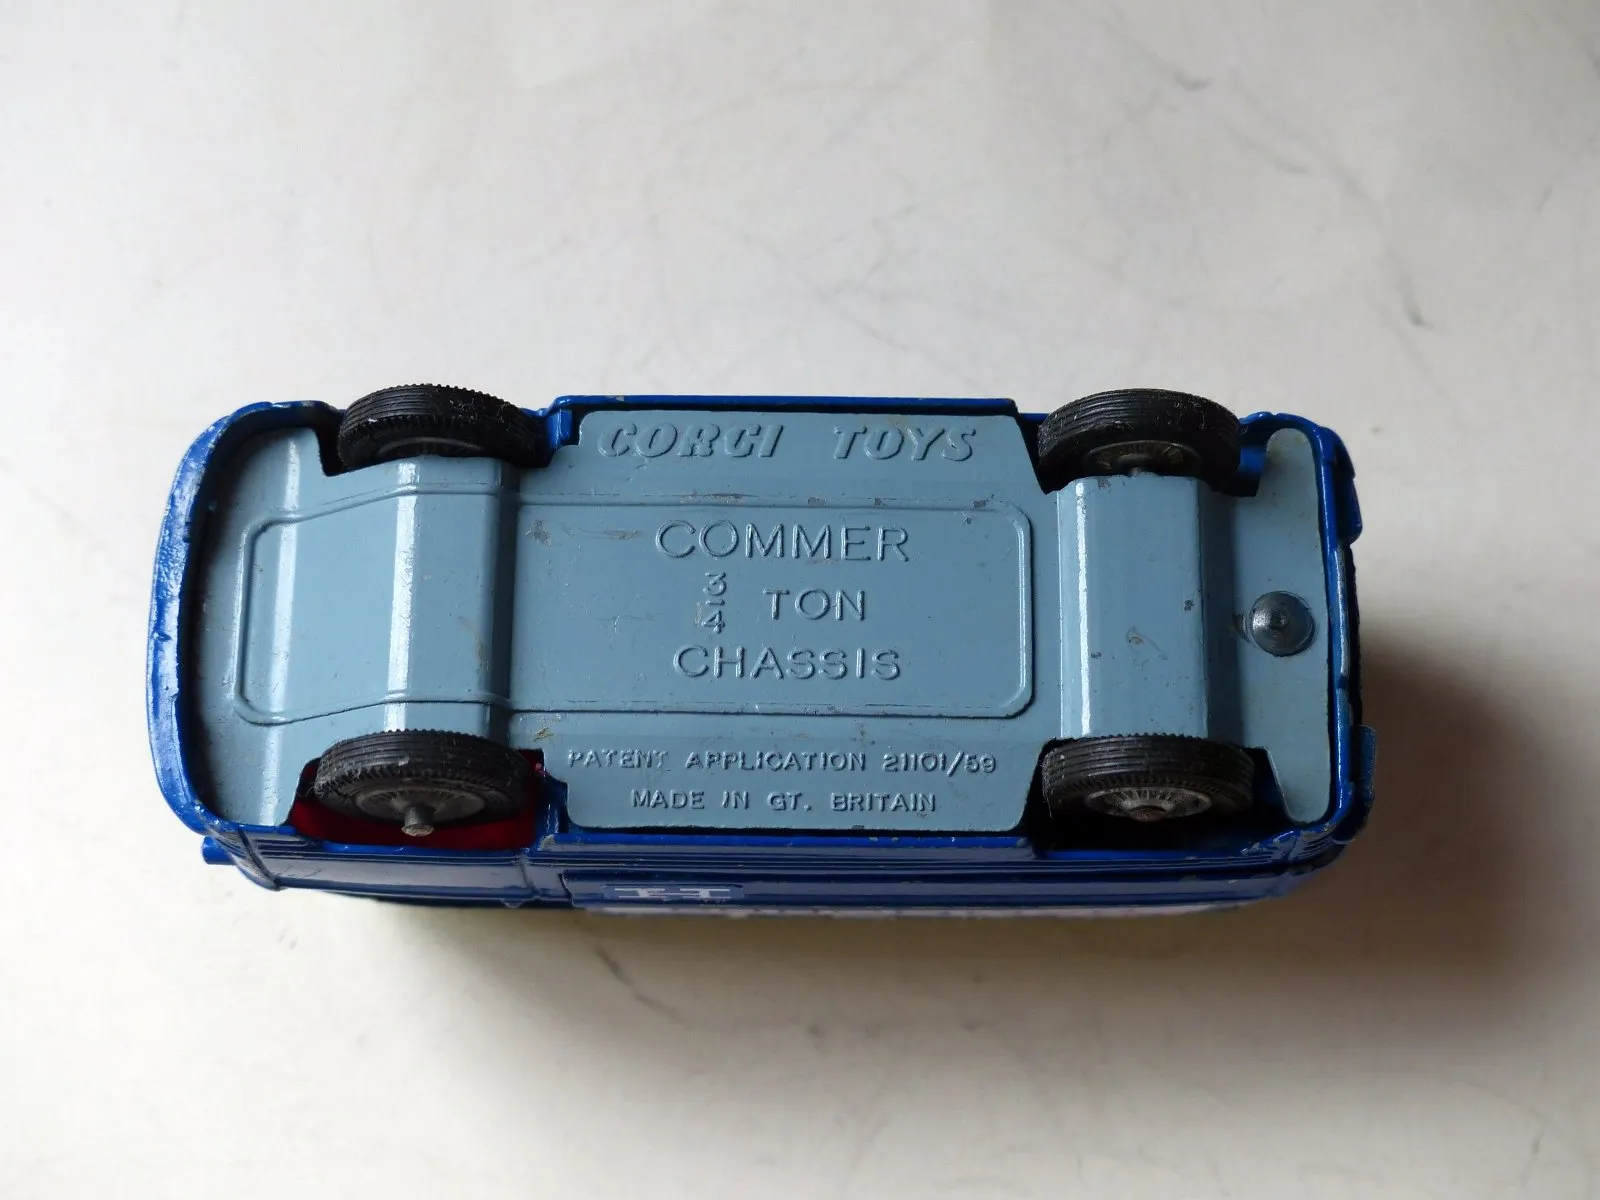 CORGI TOYS
COMMER
3/4 TON
CHASSIS
PATENT APPLICATION 21101/59
MADE IN GT. BRITAIN